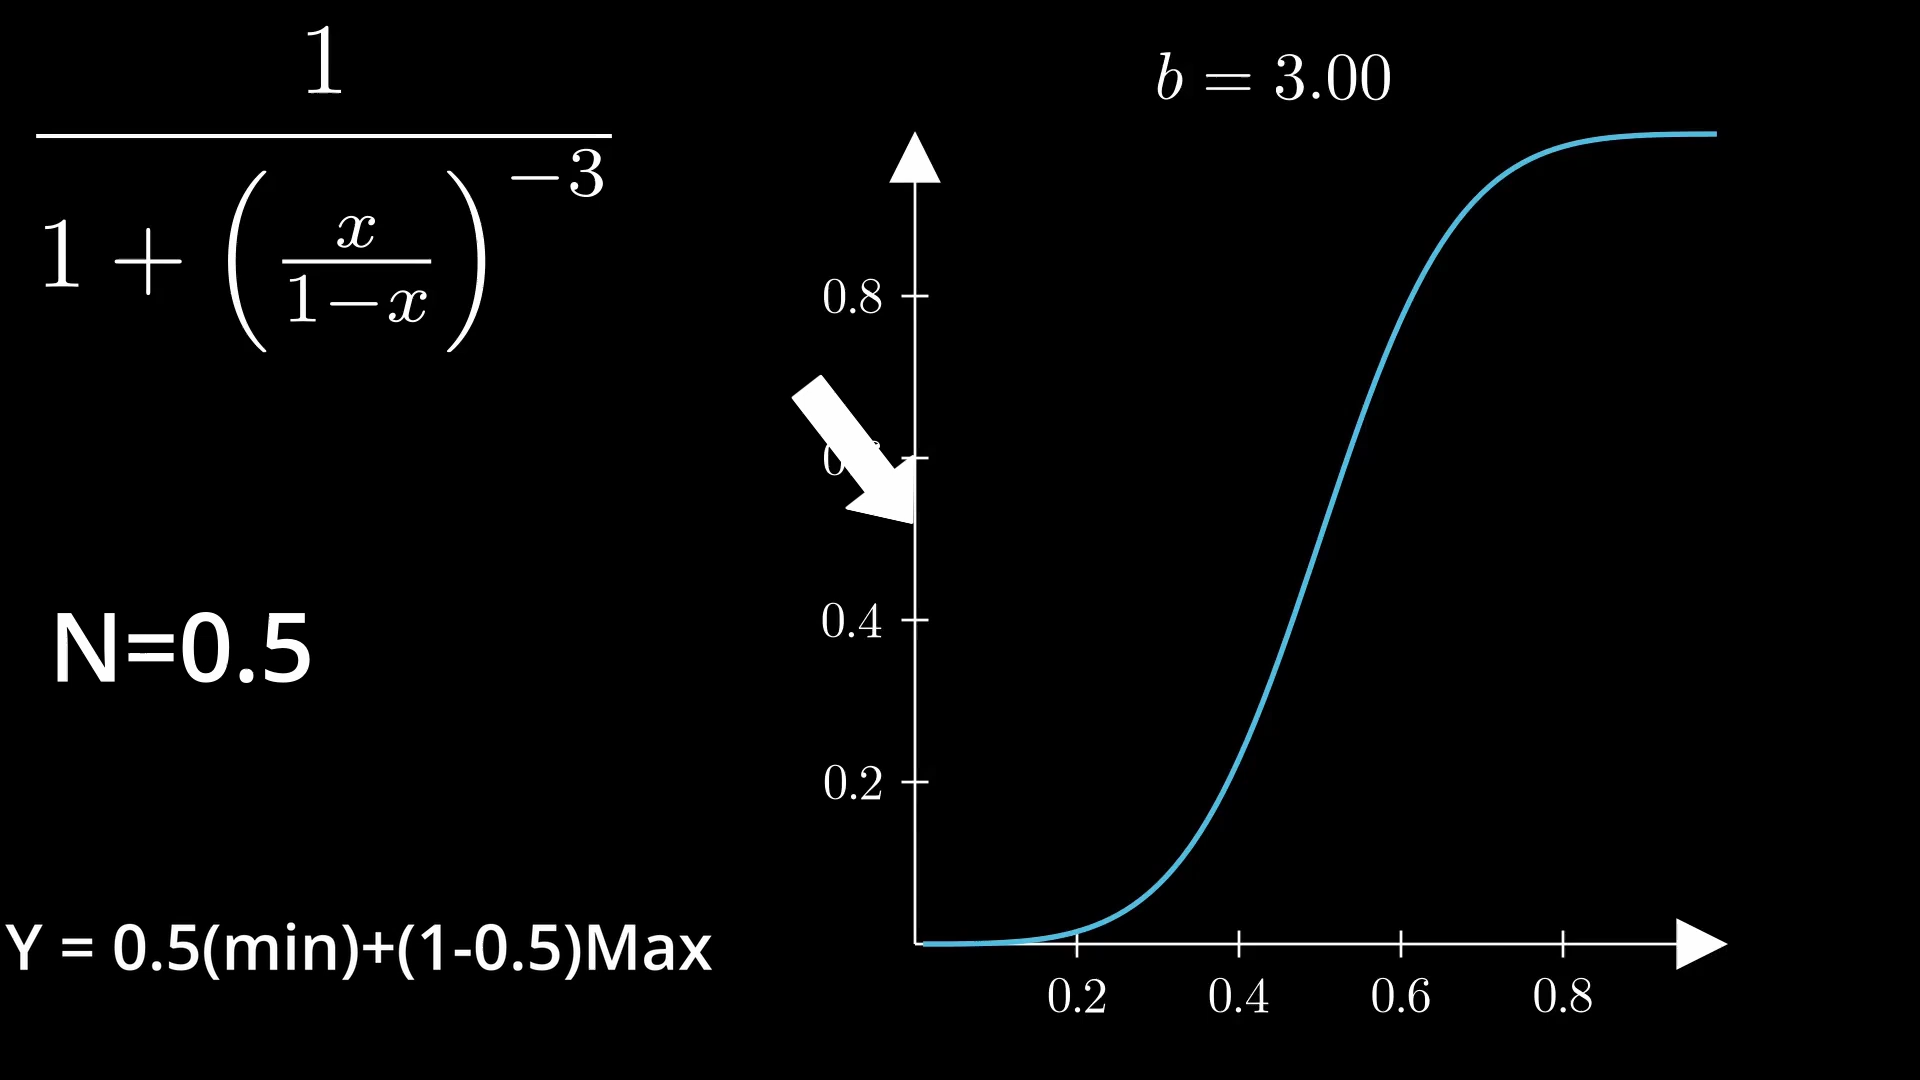 1
1 + ( x / 1−x )^−3
N=0.5
Y = 0.5(min)+(1-0.5)Max
b = 3.00
0.8
0.4
0.2
0.2 0.4 0.6 0.8